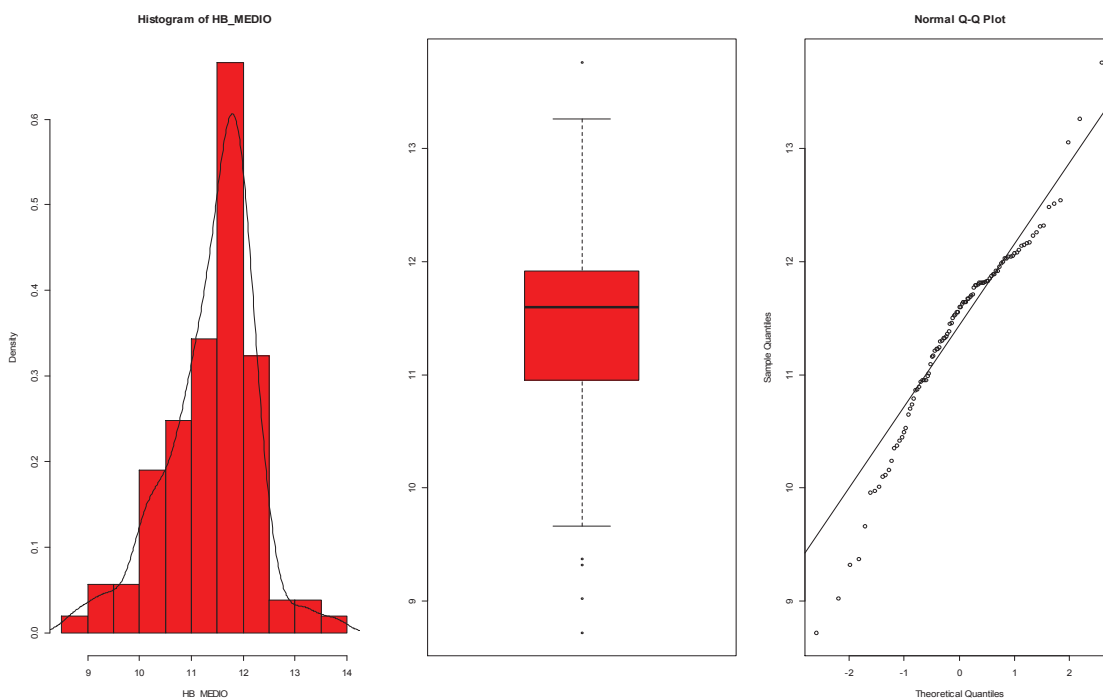 Histogram of HB_MEDIO
Density
0.0
0.1
0.2
0.3
0.4
0.5
0.6
9 10 11 12 13 14
HB_MEDIO
9
10
11
12
13
Normal Q-Q Plot
Sample Quantiles
9
10
11
12
13
-2 -1 0 1 2
Theoretical Quantiles